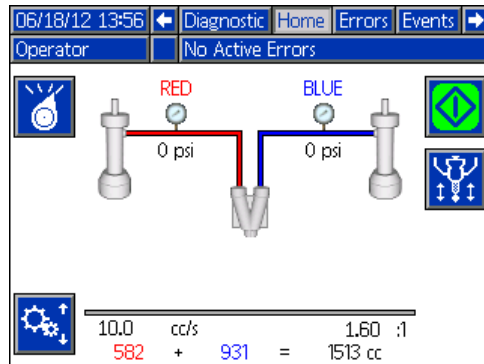 06/18/12 13:56 Diagnostic Home Errors Events
Operator No Active Errors
RED BLUE
0 psi 0 psi
10.0 cc/s 1.60 :1
582 + 931 = 1513 cc